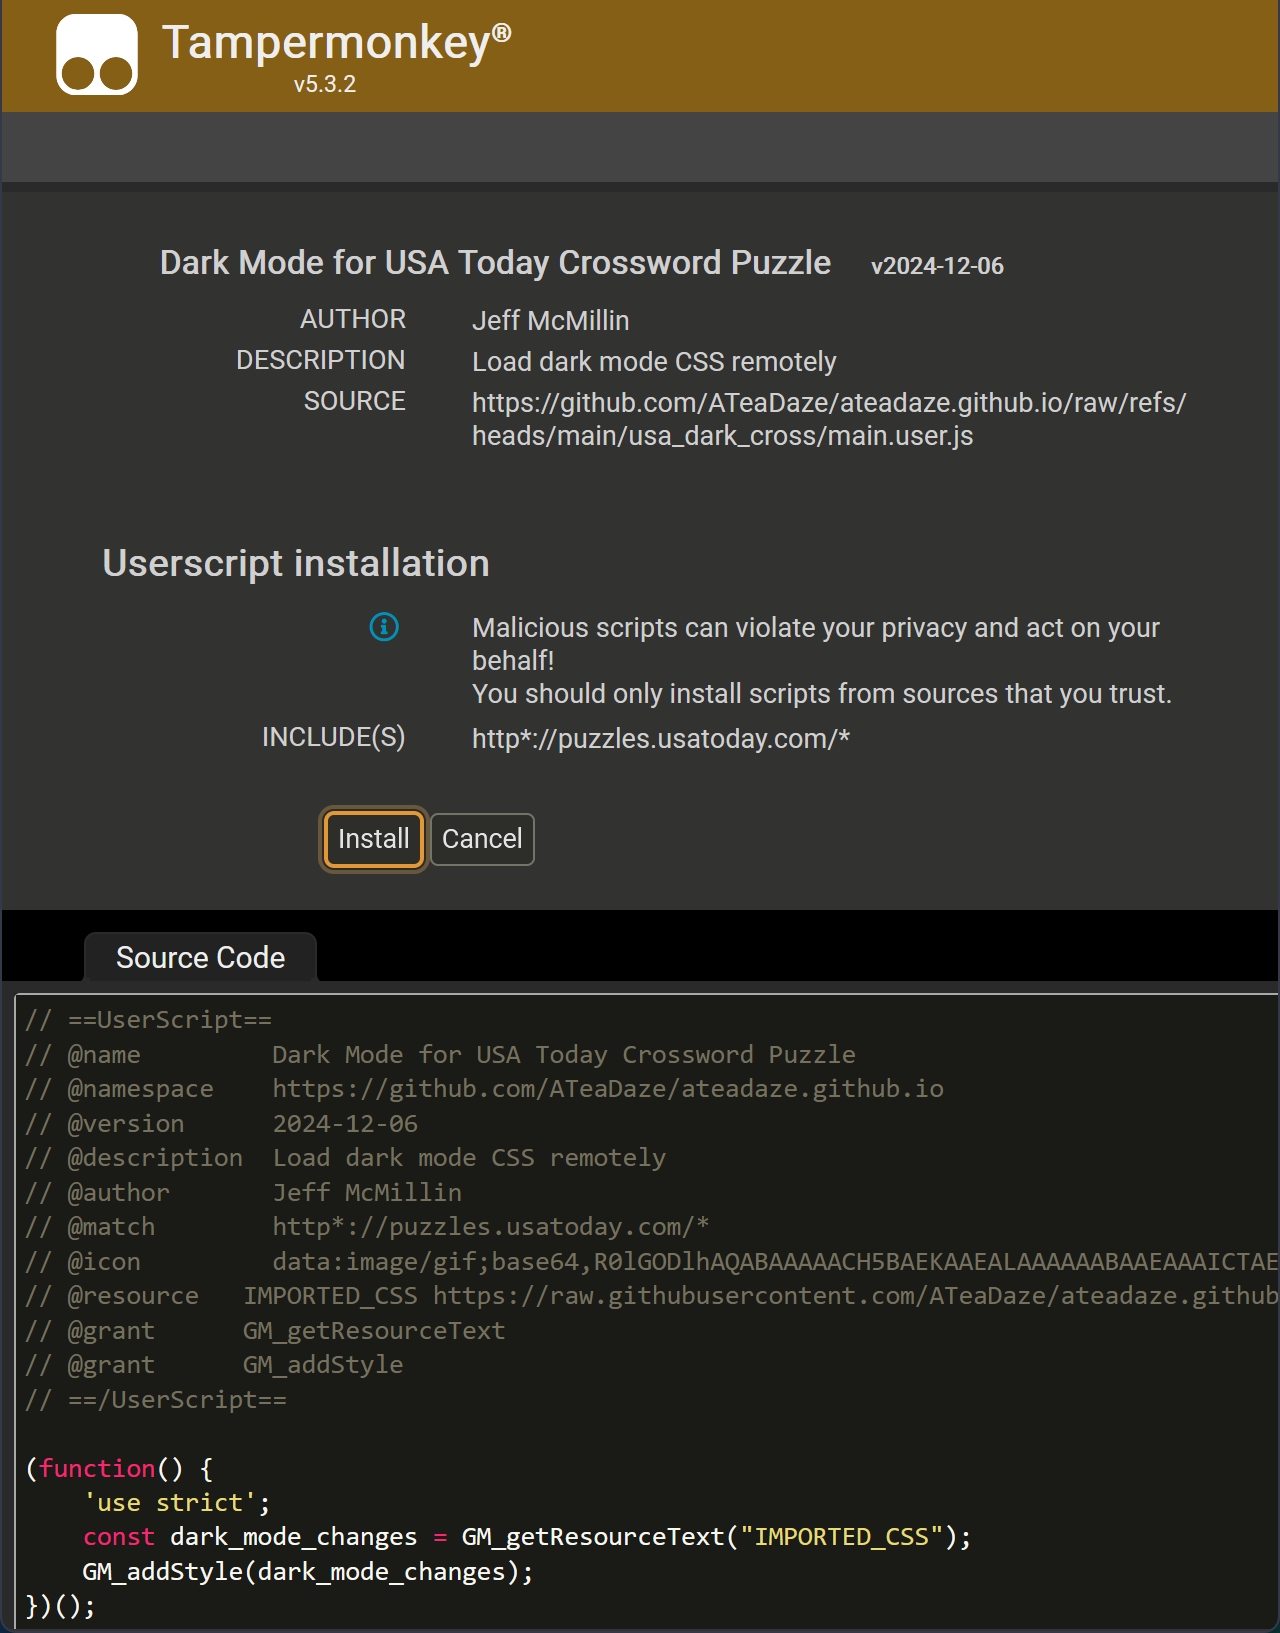 Tampermonkey®
v5.3.2
Dark Mode for USA Today Crossword Puzzle v2024-12-06
AUTHOR Jeff McMillin
DESCRIPTION Load dark mode CSS remotely
SOURCE https://github.com/ATeaDaze/ateadaze.github.io/raw/refs/
heads/main/usa_dark_cross/main.user.js
Userscript installation
Malicious scripts can violate your privacy and act on your
behalf!
You should only install scripts from sources that you trust.
INCLUDE(S) http*://puzzles.usatoday.com/*
Install Cancel
Source Code
// ==UserScript==
// @name         Dark Mode for USA Today Crossword Puzzle
// @namespace    https://github.com/ATeaDaze/ateadaze.github.io
// @version      2024-12-06
// @description  Load dark mode CSS remotely
// @author       Jeff McMillin
// @match        http*://puzzles.usatoday.com/*
// @icon         data:image/gif;base64,R0lGODlhAQABAAAAACH5BAEKAAEALAAAAAABAAEAAAICTAE
// @resource   IMPORTED_CSS https://raw.githubusercontent.com/ATeaDaze/ateadaze.github
// @grant      GM_getResourceText
// @grant      GM_addStyle
// ==/UserScript==
(function() {
    'use strict';
    const dark_mode_changes = GM_getResourceText("IMPORTED_CSS");
    GM_addStyle(dark_mode_changes);
})();